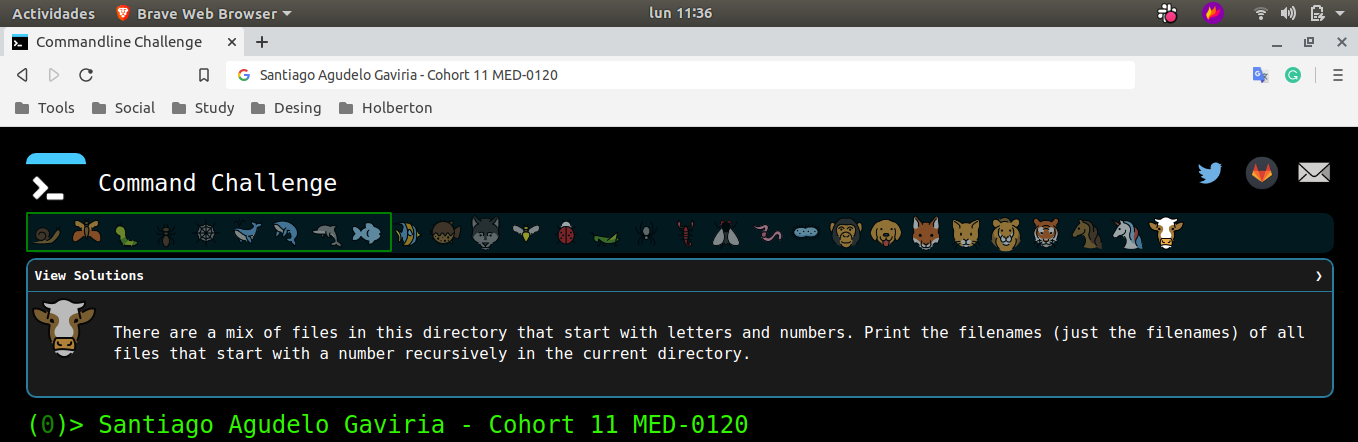 Actividades Brave Web Browser lun 11:36
Commandline Challenge
Santiago Agudelo Gaviria - Cohort 11 MED-0120
Tools Social Study Desing Holberton
Command Challenge
View Solutions
There are a mix of files in this directory that start with letters and numbers. Print the filenames (just the filenames) of all
files that start with a number recursively in the current directory.
(0)> Santiago Agudelo Gaviria - Cohort 11 MED-0120